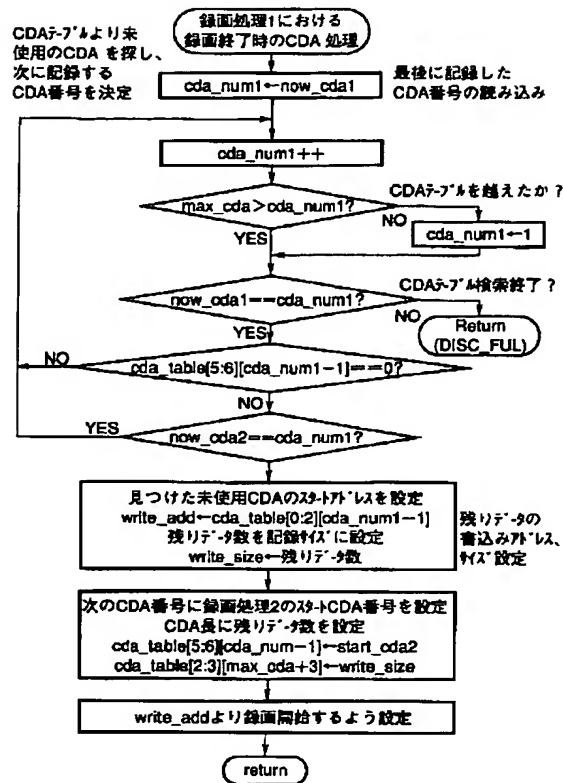 録画処理1における
録画終了時のCDA 処理
CDAテーブルより未
使用のCDA を探し、
次に記録する
CDA番号を決定
cda_num1←now_cda1
最後に記録した
CDA番号の読み込み
cda_num1++
max_cda>cda_num1?
CDAテーブルを越えたか?
NO
cda_num1←1
YES
now_cda1==cda_num1?
CDAテーブル検索終了?
NO
Return
(DISC_FUL)
YES
NO
cda_table[5:6][cda_num1-1]==0?
NO
YES
now_cda2==cda_num1?
見つけた未使用CDAのスタートアドレスを設定
write_add←cda_table[0:2][cda_num1-1]
残りデータ数を記録サイズに設定
write_size←残りデータ数
残りデータの
書込みアドレス、
サイズ設定
次のCDA番号に録画処理2のスタートCDA番号を設定
CDA長に残りデータ数を設定
cda_table[5:6][cda_num-1]←start_cda2
cda_table[2:3][max_cda+3]←write_size
write_addより録画開始するよう設定
return